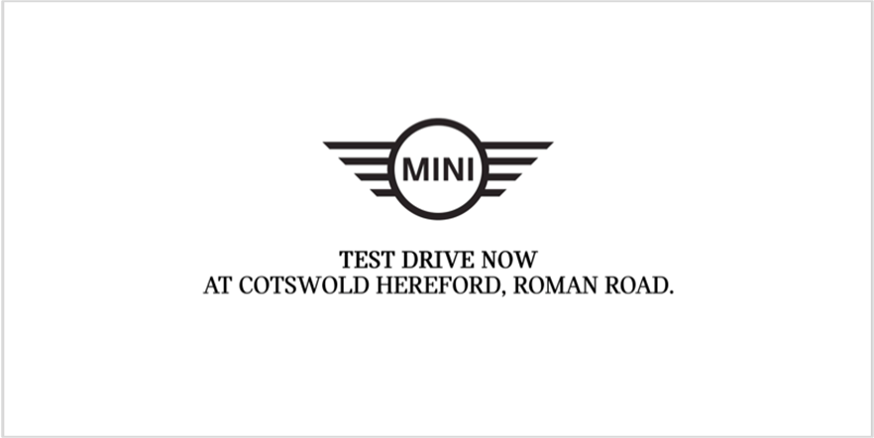 MINI
TEST DRIVE NOW
AT COTSWOLD HEREFORD, ROMAN ROAD.